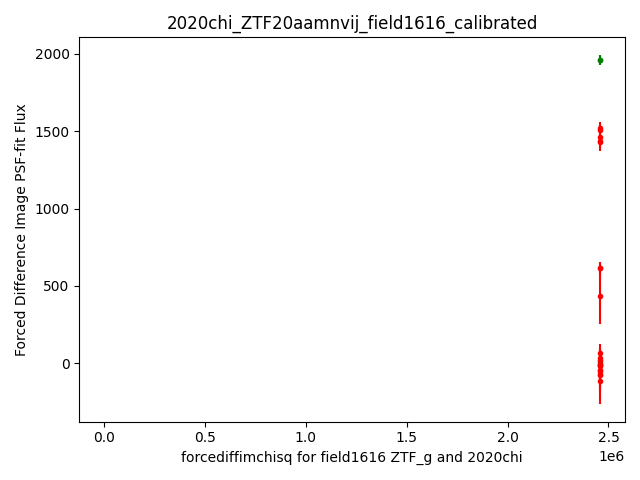 2020chi_ZTF20aamnvij_field1616_calibrated
Forced Difference Image PSF-fit Flux
2000
1500
1000
500
0
0.0 0.5 1.0 1.5 2.0 2.5
1e6
forcediffimchisq for field1616 ZTF_g and 2020chi